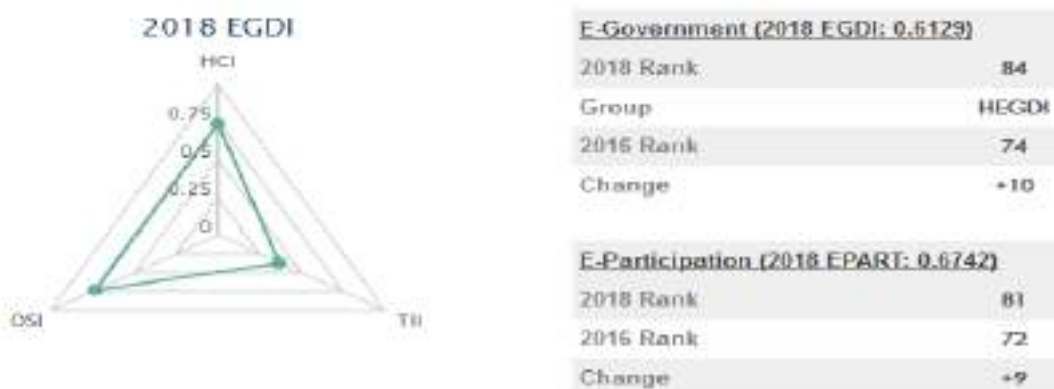 2018 EGDI
HCI
0.75
0.5
0.25
0
OSI
TII
E-Government (2018 EGDI: 0.6129)
2018 Rank 84
Group HEGDI
2016 Rank 74
Change +10
E-Participation (2018 EPART: 0.6742)
2018 Rank 81
2016 Rank 72
Change +9